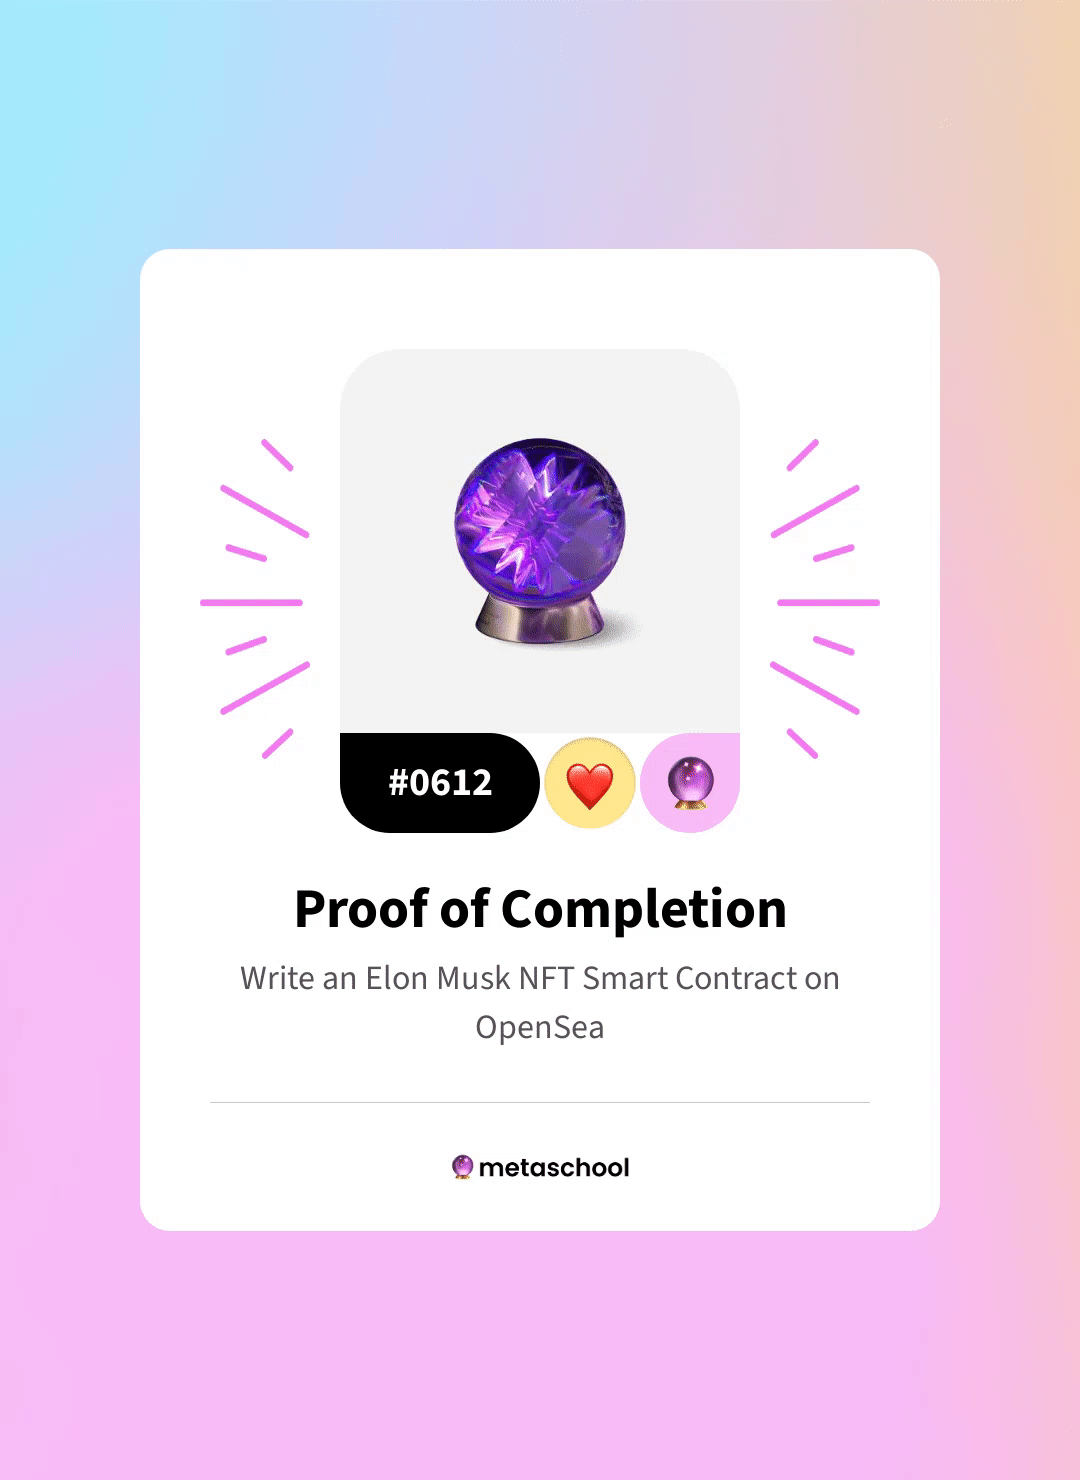 #0612
Proof of Completion
Write an Elon Musk NFT Smart Contract on
OpenSea
metaschool